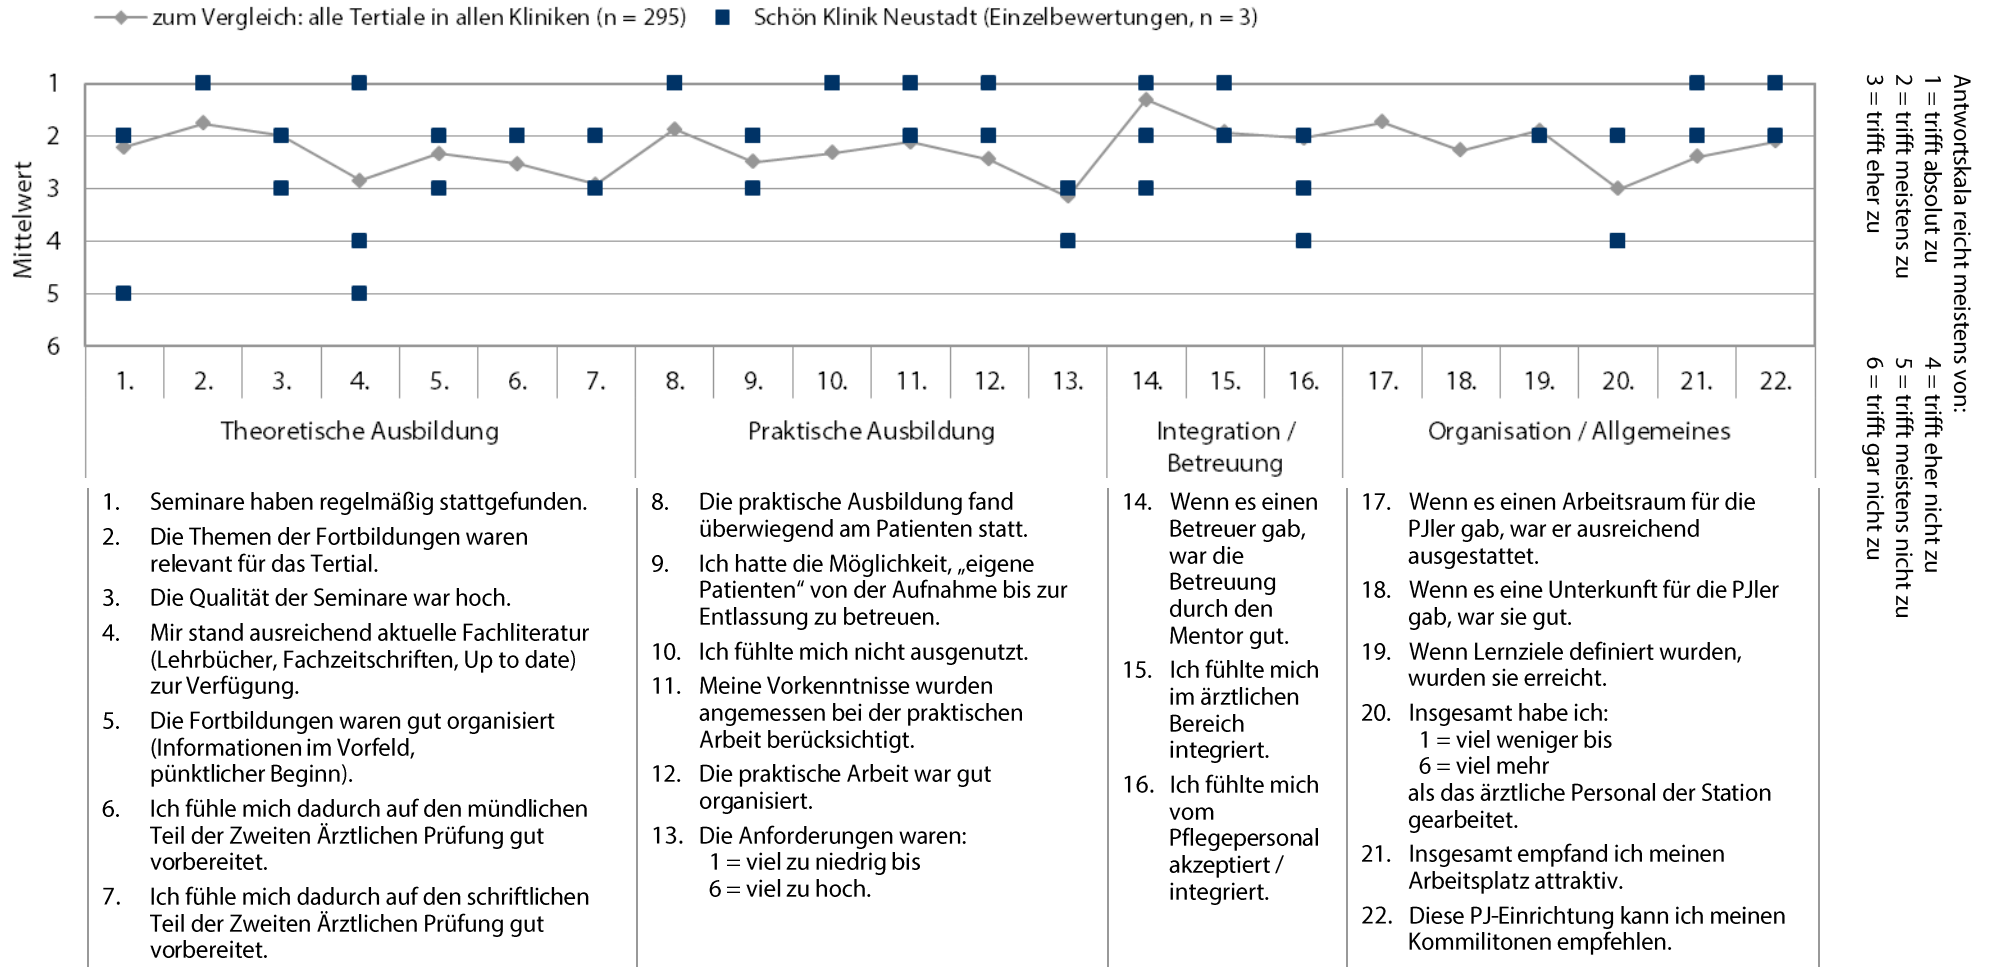 zum Vergleich: alle Tertiale in allen Kliniken (n = 295)
Schön Klinik Neustadt (Einzelbewertungen, n = 3)
Mittelwert
1
2
3
4
5
6
1. 2. 3. 4. 5. 6. 7. 8. 9. 10. 11. 12. 13. 14. 15. 16. 17. 18. 19. 20. 21. 22.
Theoretische Ausbildung
Praktische Ausbildung
Integration /
Betreuung
Organisation / Allgemeines
1. Seminare haben regelmäßig stattgefunden.
2. Die Themen der Fortbildungen waren
relevant für das Tertial.
3. Die Qualität der Seminare war hoch.
4. Mir stand ausreichend aktuelle Fachliteratur
(Lehrbücher, Fachzeitschriften, Up to date)
zur Verfügung.
5. Die Fortbildungen waren gut organisiert
(Informationen im Vorfeld,
pünktlicher Beginn).
6. Ich fühle mich dadurch auf den mündlichen
Teil der Zweiten Ärztlichen Prüfung gut
vorbereitet.
7. Ich fühle mich dadurch auf den schriftlichen
Teil der Zweiten Ärztlichen Prüfung gut
vorbereitet.
8. Die praktische Ausbildung fand
überwiegend am Patienten statt.
9. Ich hatte die Möglichkeit, „eigene
Patienten“ von der Aufnahme bis zur
Entlassung zu betreuen.
10. Ich fühlte mich nicht ausgenutzt.
11. Meine Vorkenntnisse wurden
angemessen bei der praktischen
Arbeit berücksichtigt.
12. Die praktische Arbeit war gut
organisiert.
13. Die Anforderungen waren:
1 = viel zu niedrig bis
6 = viel zu hoch.
14. Wenn es einen
Betreuer gab,
war die
Betreuung
durch den
Mentor gut.
15. Ich fühlte mich
im ärztlichen
Bereich
integriert.
16. Ich fühlte mich
vom
Pflegepersonal
akzeptiert /
integriert.
17. Wenn es einen Arbeitsraum für die
PJler gab, war er ausreichend
ausgestattet.
18. Wenn es eine Unterkunft für die PJler
gab, war sie gut.
19. Wenn Lernziele definiert wurden,
wurden sie erreicht.
20. Insgesamt habe ich:
1 = viel weniger bis
6 = viel mehr
als das ärztliche Personal der Station
gearbeitet.
21. Insgesamt empfand ich meinen
Arbeitsplatz attraktiv.
22. Diese PJ-Einrichtung kann ich meinen
Kommilitonen empfehlen.
Antwortskala reicht meistens von:
1 = trifft absolut zu
2 = trifft meistens zu
3 = trifft eher zu
4 = trifft eher nicht zu
5 = trifft meistens nicht zu
6 = trifft gar nicht zu